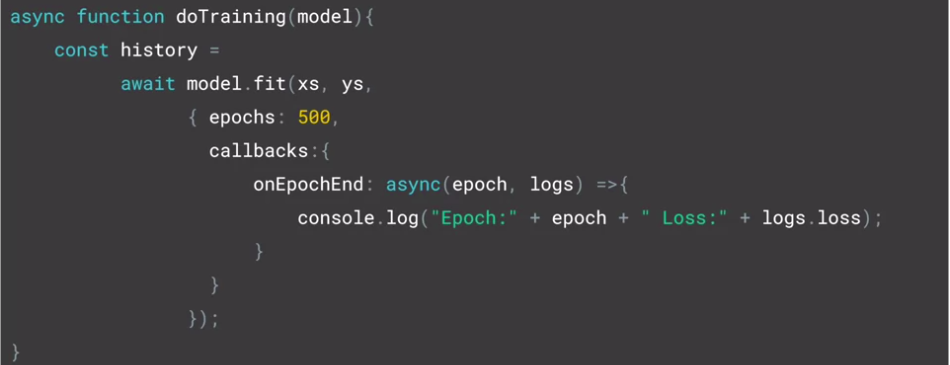 async function doTraining(model){
const history =
await model.fit(xs, ys,
{ epochs: 500,
callbacks:{
onEpochEnd: async(epoch, logs) =>{
console.log("Epoch:" + epoch + " Loss:" + logs.loss);
}
}
});
}